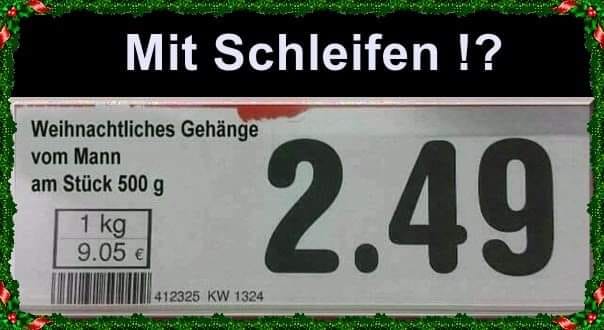 Mit Schleifen !?
Weihnachtliches Gehänge
vom Mann
am Stück 500 g
2.49
1 kg
9.05 €
412325 KW 1324